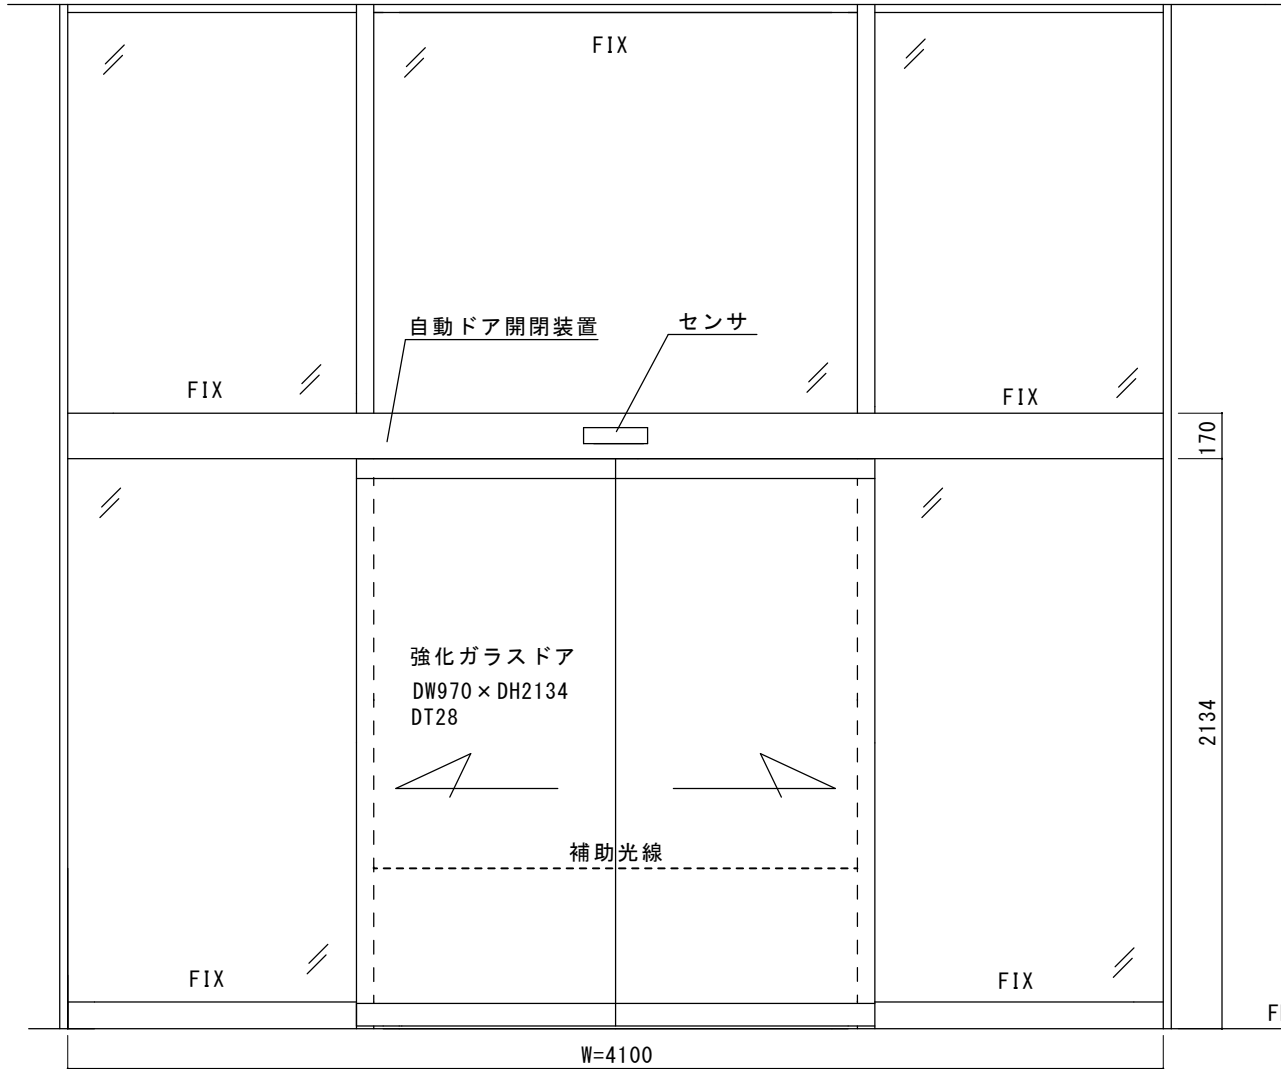 FIX
自動ドア開閉装置
センサ
FIX
FIX
170
強化ガラスドア
DW970×DH2134
DT28
2134
補助光線
FIX
FIX
W=4100